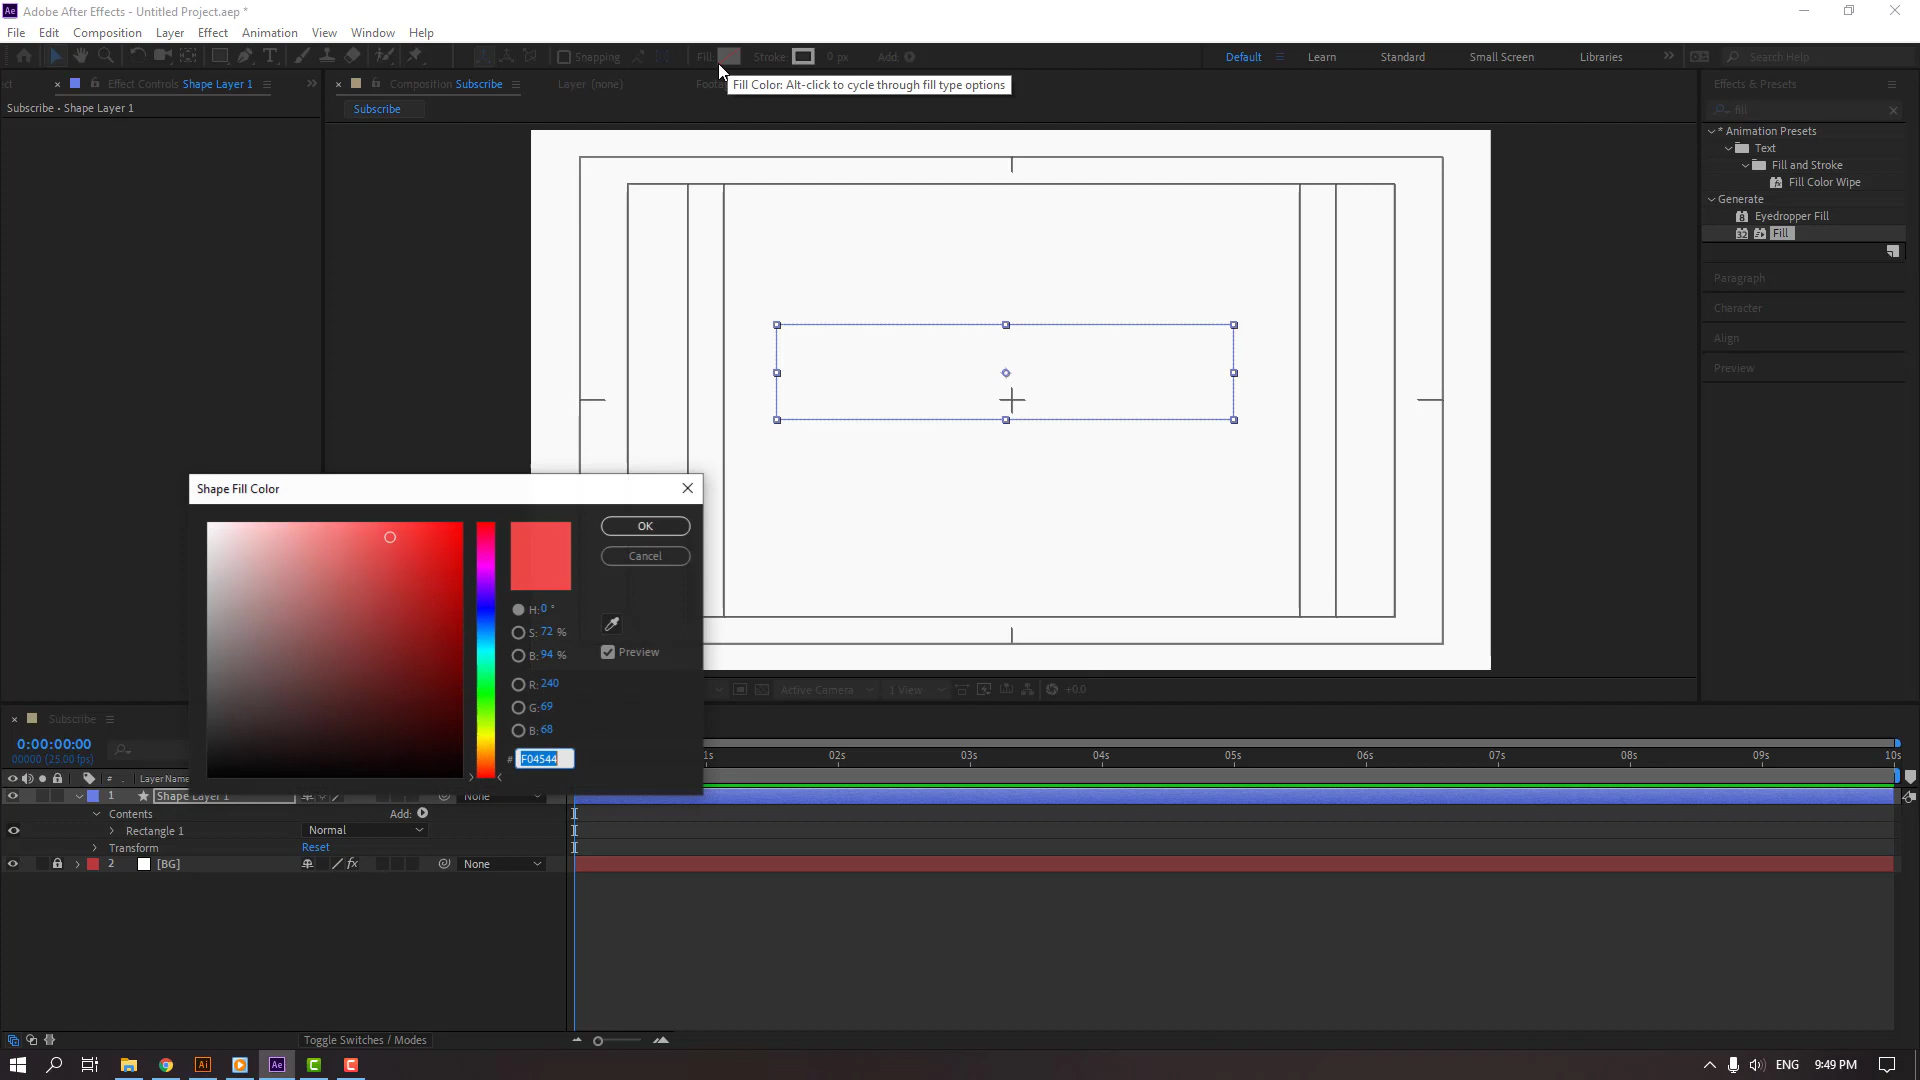 Adobe After Effects - Untitled Project.aep *
File Edit Composition Layer Effect Animation View Window Help
Snapping Fill: Stroke: 0 px Add: Default Learn Standard Small Screen Libraries Search Help
Effect Controls Shape Layer 1 Composition Subscribe Layer (none) Effects & Presets
Fill Color: Alt-click to cycle through fill type options
Subscribe • Shape Layer 1
Subscribe
fill
* Animation Presets
Text
Fill and Stroke
Fill Color Wipe
Generate
Eyedropper Fill
Fill
Paragraph
Character
Align
Preview
Shape Fill Color
OK
Cancel
H: 0 °
S: 72 %
B: 94 %
Preview
R: 240
G: 69
B: 68
# F04544
Active Camera 1 View +0.0
Subscribe
0:00:00:00
00000 (25.00 fps)
1s 02s 03s 04s 05s 06s 07s 08s 09s 10s
# Layer Name
1 Shape Layer 1 None
Contents Add:
Rectangle 1 Normal
Transform Reset
2 [BG] fx None
Toggle Switches / Modes
ENG 9:49 PM